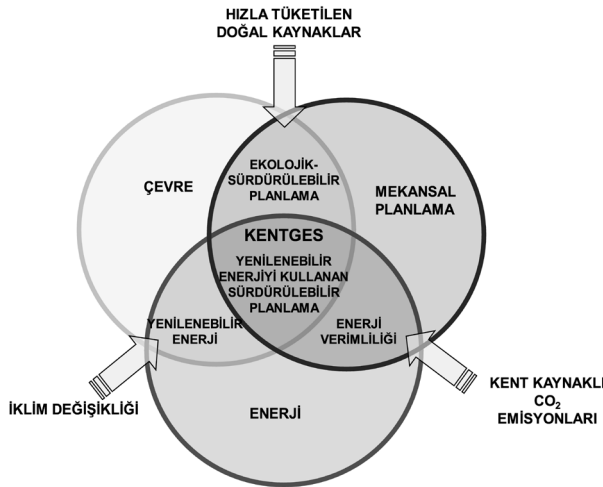 HIZLA TÜKETİLEN
DOĞAL KAYNAKLAR
ÇEVRE
EKOLOJİK-
SÜRDÜRÜLEBİLİR
PLANLAMA
MEKANSAL
PLANLAMA
KENTGES
YENİLENEBİLİR
ENERJİYİ KULLANAN
SÜRDÜRÜLEBİLİR
PLANLAMA
YENİLENEBİLİR
ENERJİ
ENERJİ
VERİMLİLİĞİ
İKLİM DEĞİŞİKLİĞİ
ENERJİ
KENT KAYNAKLI
CO₂
EMİSYONLARI